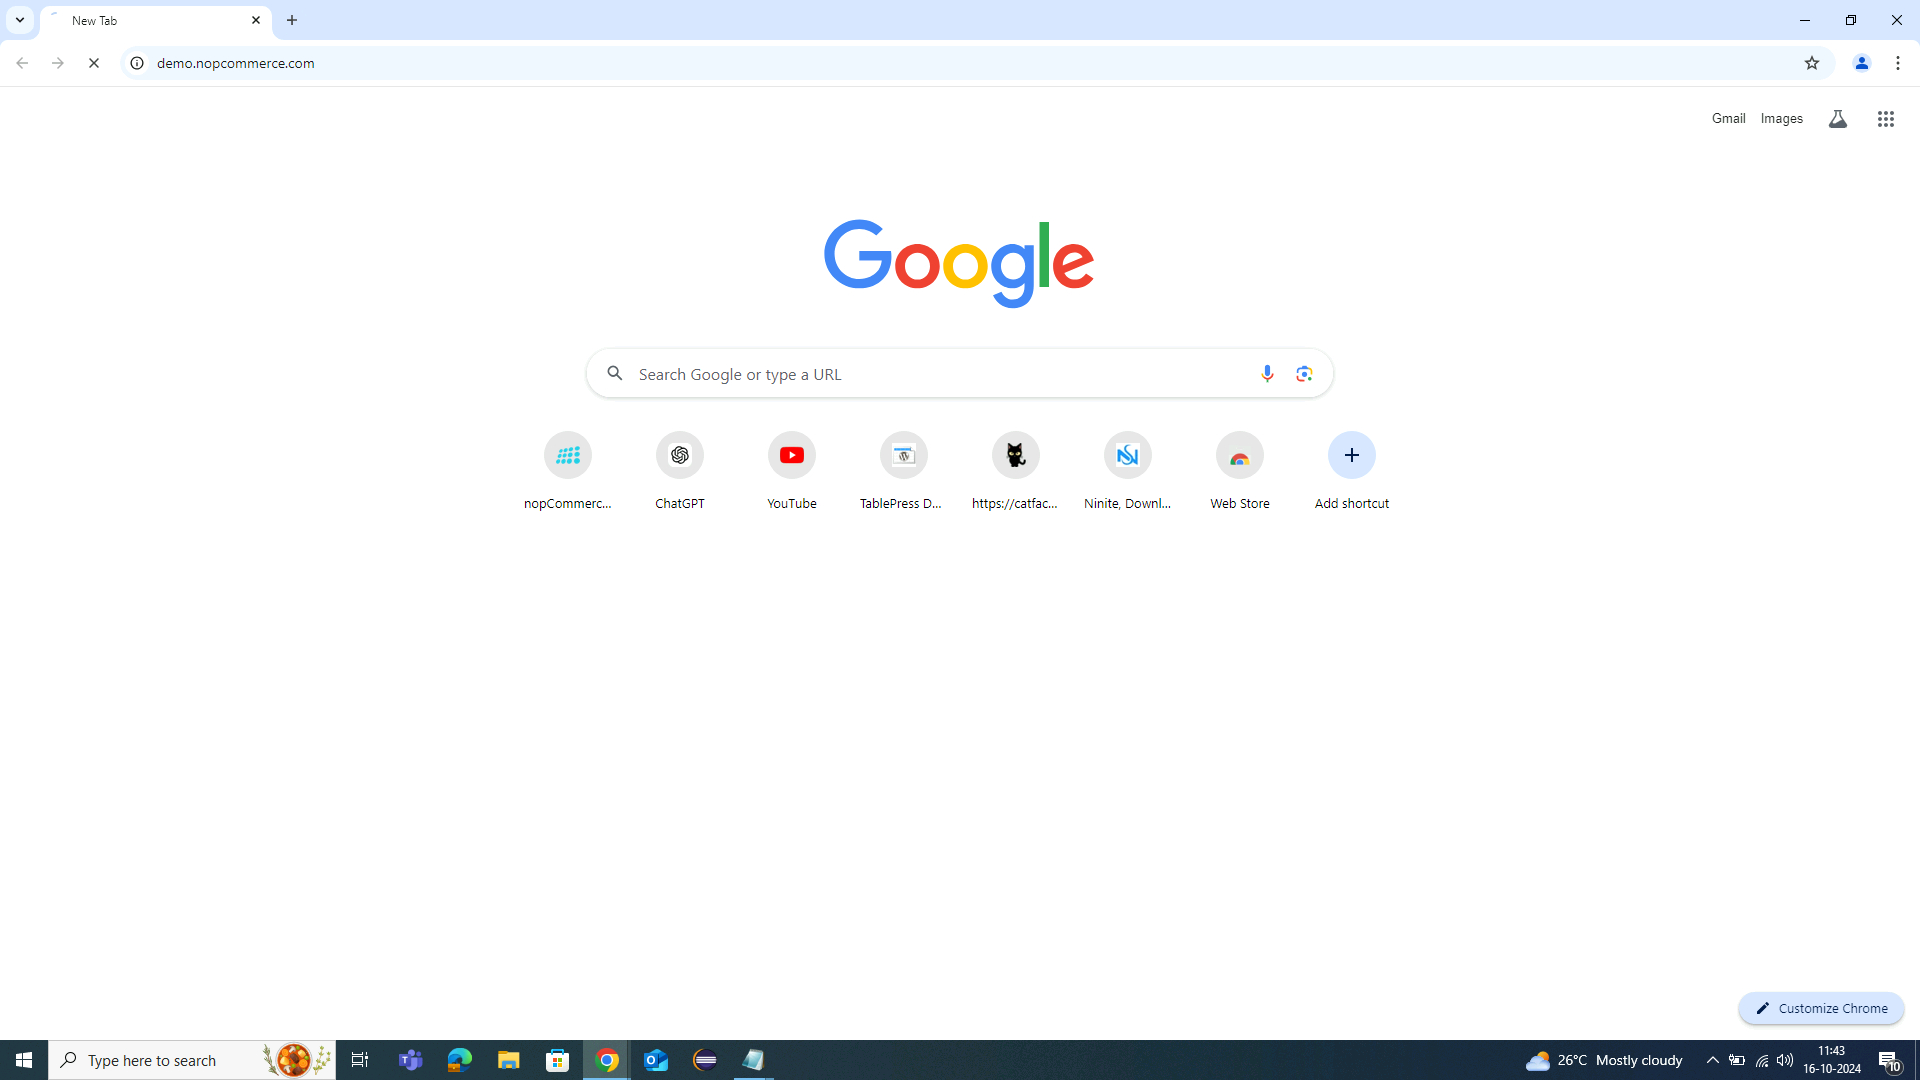 New Tab
demo.nopcommerce.com
Gmail Images
Google
Search Google or type a URL
nopCommerc... ChatGPT YouTube TablePress D... https://catfac... Ninite, Downl... Web Store Add shortcut
Customize Chrome
Type here to search
26°C Mostly cloudy
11:43
16-10-2024
10